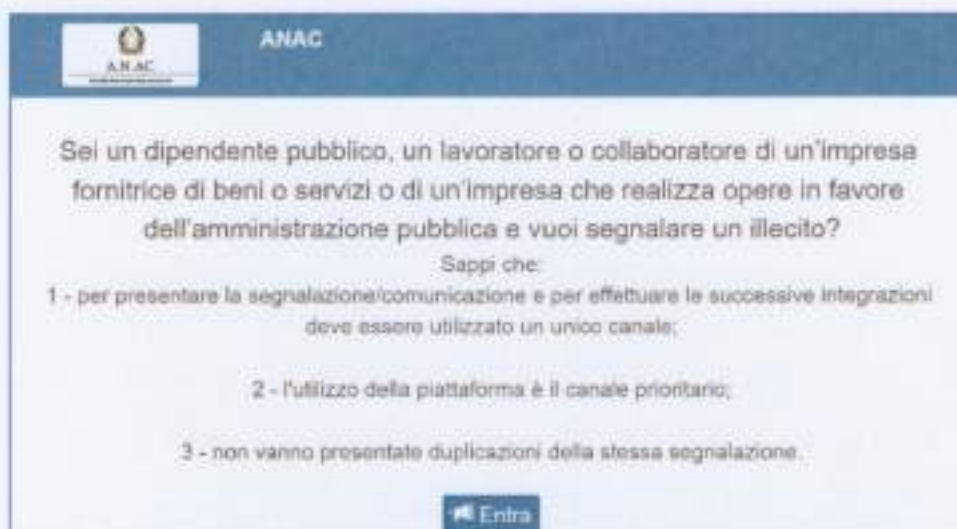 ANAC
A.N.AC.
Sei un dipendente pubblico, un lavoratore o collaboratore di un'impresa
fornitrice di beni o servizi o di un'impresa che realizza opere in favore
dell'amministrazione pubblica e vuoi segnalare un illecito?
Sappi che:
1 - per presentare la segnalazione/comunicazione e per effettuare le successive integrazioni
deve essere utilizzato un unico canale;
2 - l'utilizzo della piattaforma è il canale prioritario;
3 - non vanno presentate duplicazioni della stessa segnalazione.
Entra